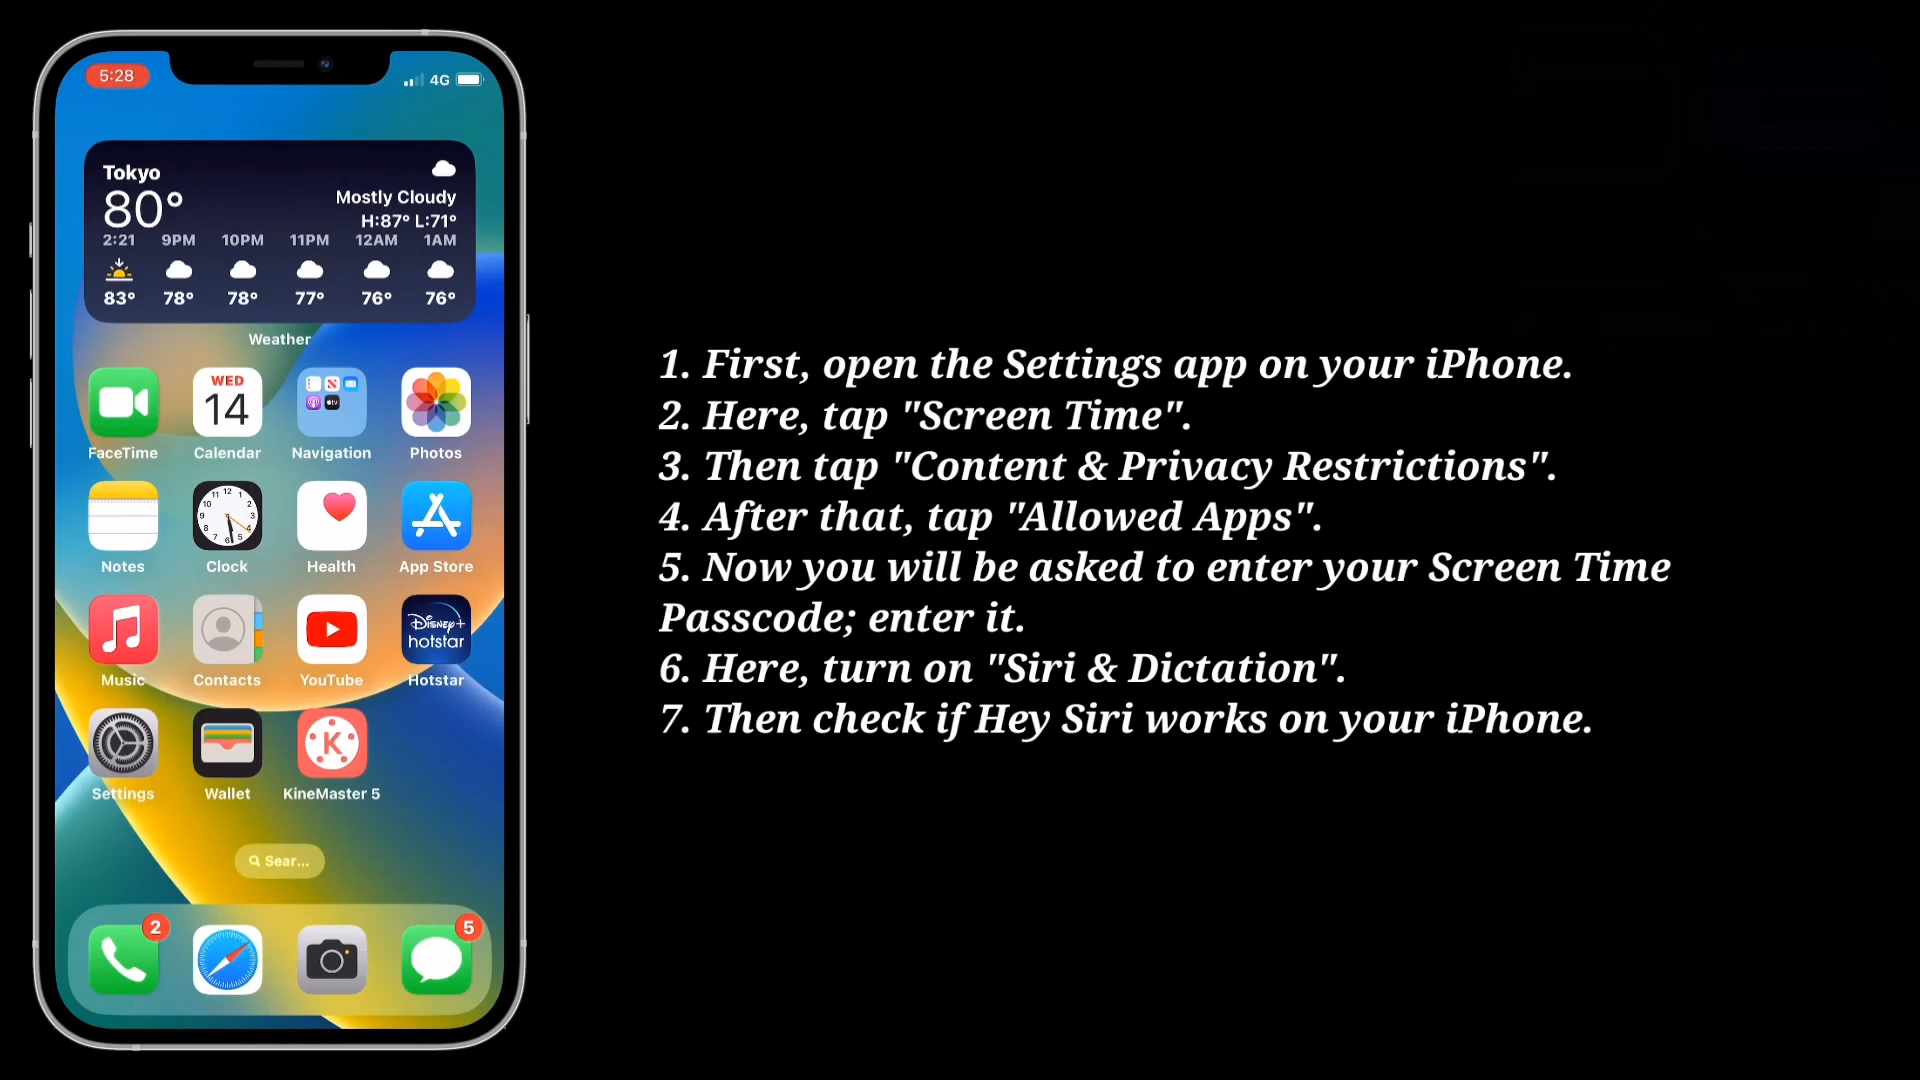 5:28
4G
Tokyo
80°
Mostly Cloudy
H:87° L:71°
2:21 9PM 10PM 11PM 12AM 1AM
83° 78° 78° 77° 76° 76°
Weather
WED
14
FaceTime Calendar Navigation Photos
Notes Clock Health App Store
Disney+
hotstar
Music Contacts YouTube Hotstar
K
Settings Wallet KineMaster 5
Sear...
2
5
1. First, open the Settings app on your iPhone.
2. Here, tap "Screen Time".
3. Then tap "Content & Privacy Restrictions".
4. After that, tap "Allowed Apps".
5. Now you will be asked to enter your Screen Time
Passcode; enter it.
6. Here, turn on "Siri & Dictation".
7. Then check if Hey Siri works on your iPhone.